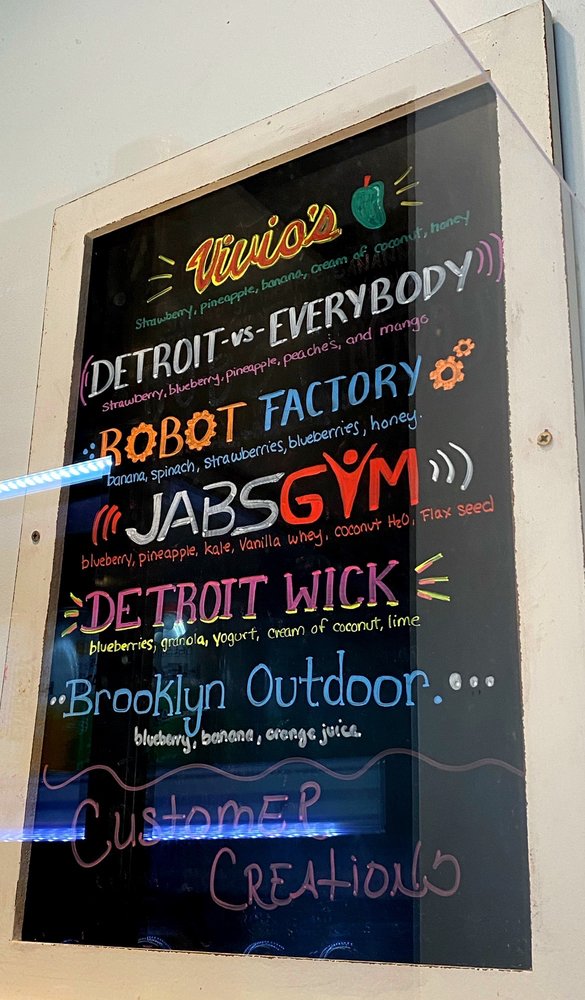 Vivio's
Strawberry, pineapple, banana, cream of coconut, honey
DETROIT -vs- EVERYBODY
Strawberry, blueberry, pineapple, peaches, and mango
ROBOT FACTORY
banana, spinach, strawberries, blueberries, honey.
JABSGYM
blueberry, pineapple, kale, Vanilla whey, coconut H₂O, Flax seed
DETROIT WICK
blueberries, granola, yogurt, cream of coconut, lime
..Brooklyn Outdoor....
blueberry, banana, orange juice.
CUSTOMER
CREATIONS